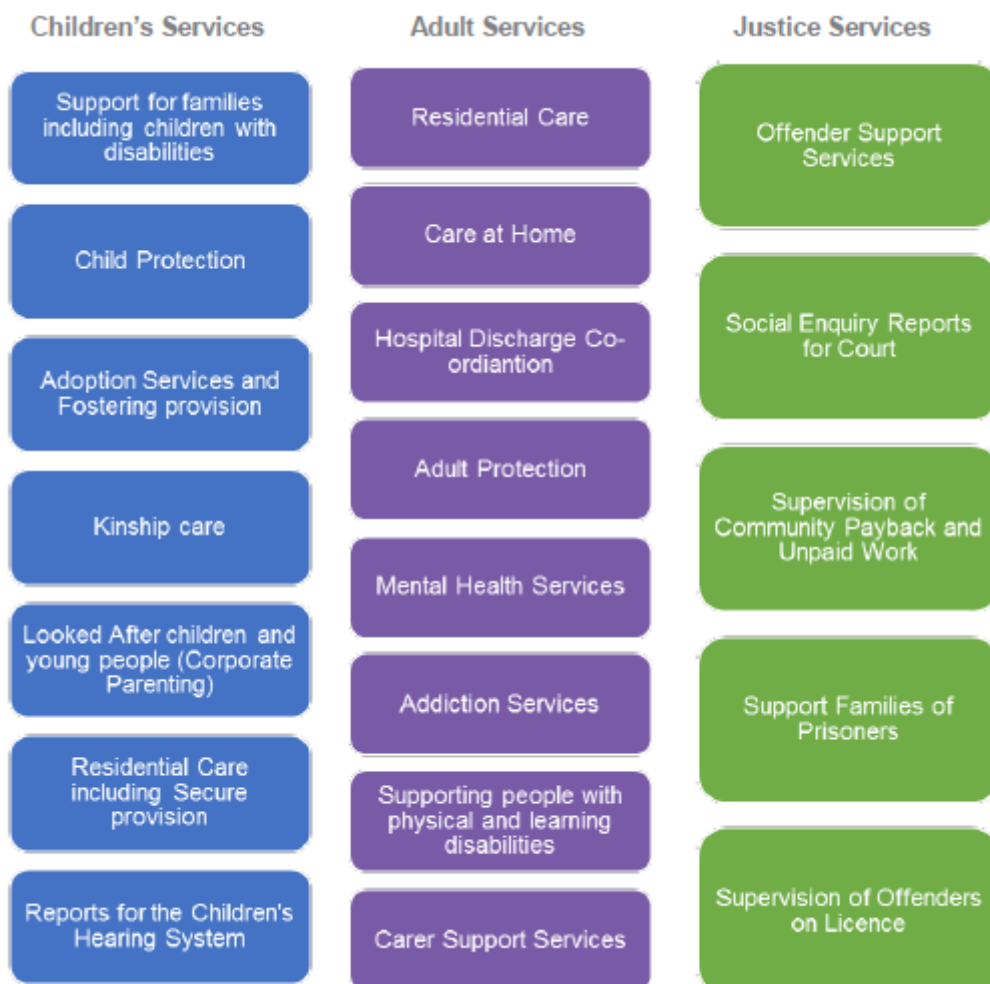 Children's Services
Support for families
including children with
disabilities
Child Protection
Adoption Services and
Fostering provision
Kinship care
Looked After children and
young people (Corporate
Parenting)
Residential Care
including Secure
provision
Reports for the Children's
Hearing System
Adult Services
Residential Care
Care at Home
Hospital Discharge Co-
ordiantion
Adult Protection
Mental Health Services
Addiction Services
Supporting people with
physical and learning
disabilities
Carer Support Services
Justice Services
Offender Support
Services
Social Enquiry Reports
for Court
Supervision of
Community Payback and
Unpaid Work
Support Families of
Prisoners
Supervision of Offenders
on Licence